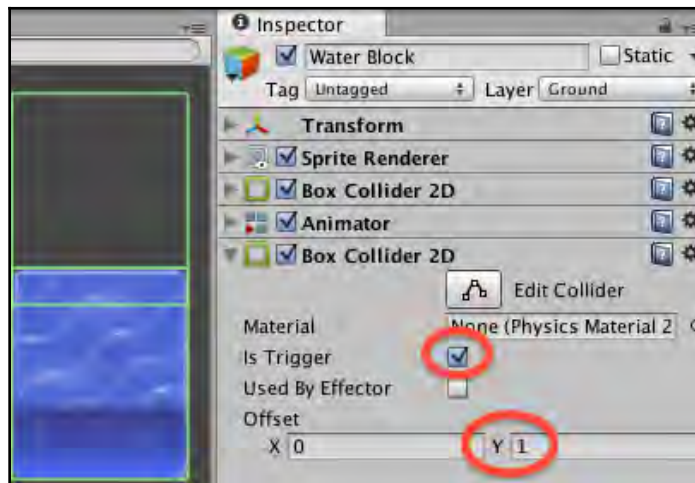 Inspector
Water Block
Static
Tag Untagged Layer Ground
Transform
Sprite Renderer
Box Collider 2D
Animator
Box Collider 2D
Edit Collider
Material None (Physics Material 2
Is Trigger
Used By Effector
Offset
X 0 Y 1